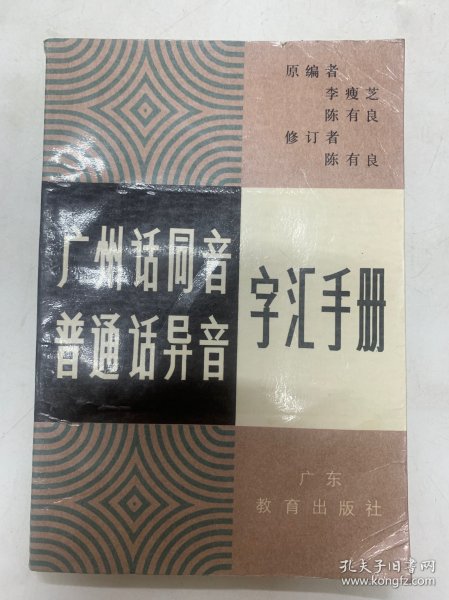 原编者
李瘦芝
陈有良
修订者
陈有良
广州话同音
普通话异音
字汇手册
广东
教育出版社
孔夫子旧书网
www.kongfz.com